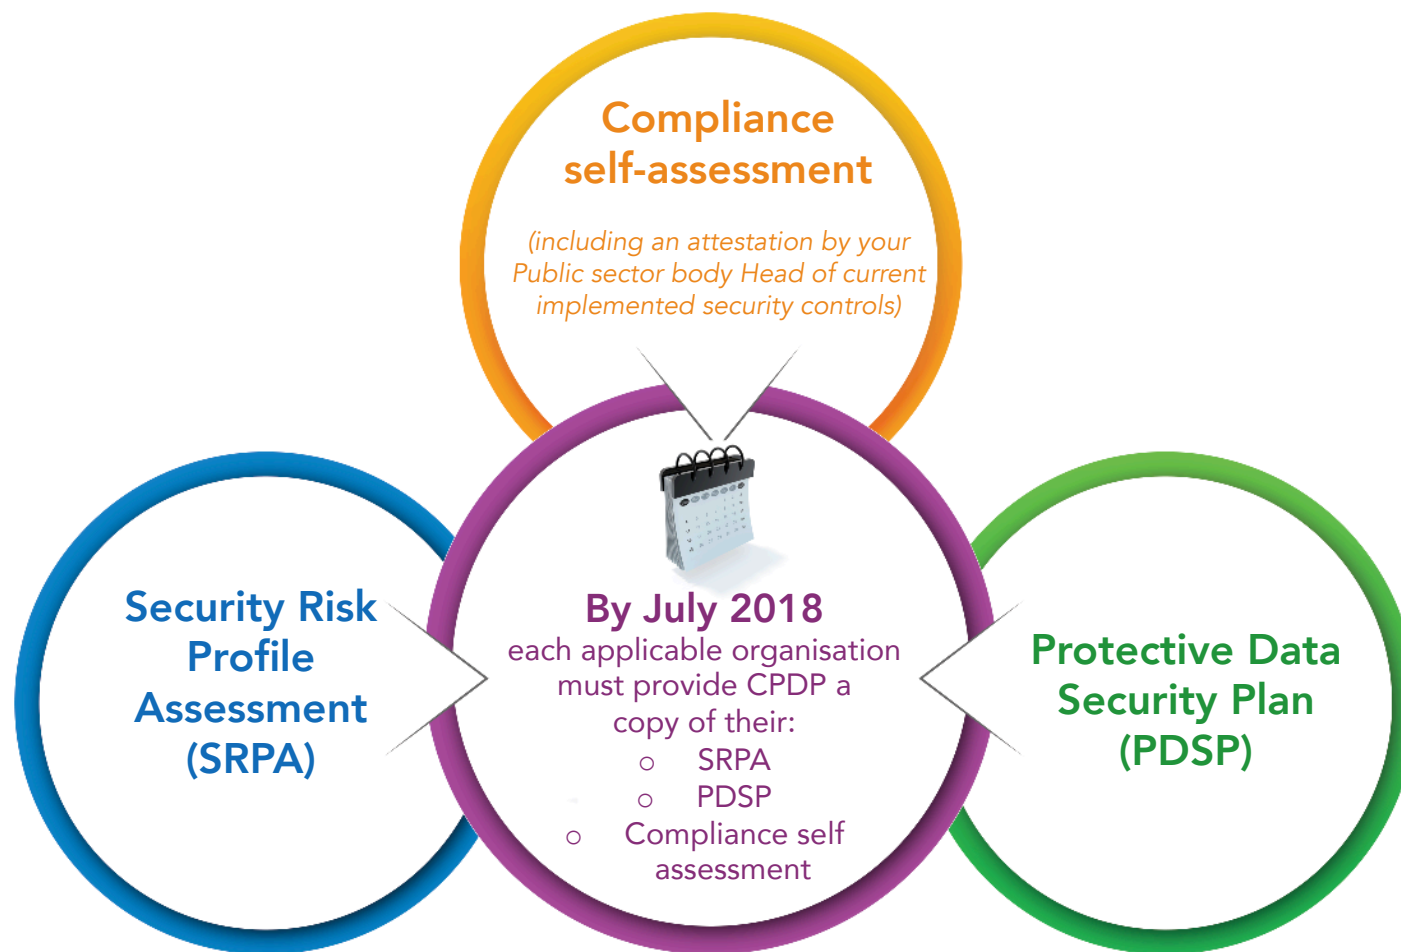 Compliance
self-assessment
(including an attestation by your
Public sector body Head of current
implemented security controls)
Security Risk
Profile
Assessment
(SRPA)
By July 2018
each applicable organisation
must provide CPDP a
copy of their:
o SRPA
o PDSP
o Compliance self
assessment
Protective Data
Security Plan
(PDSP)